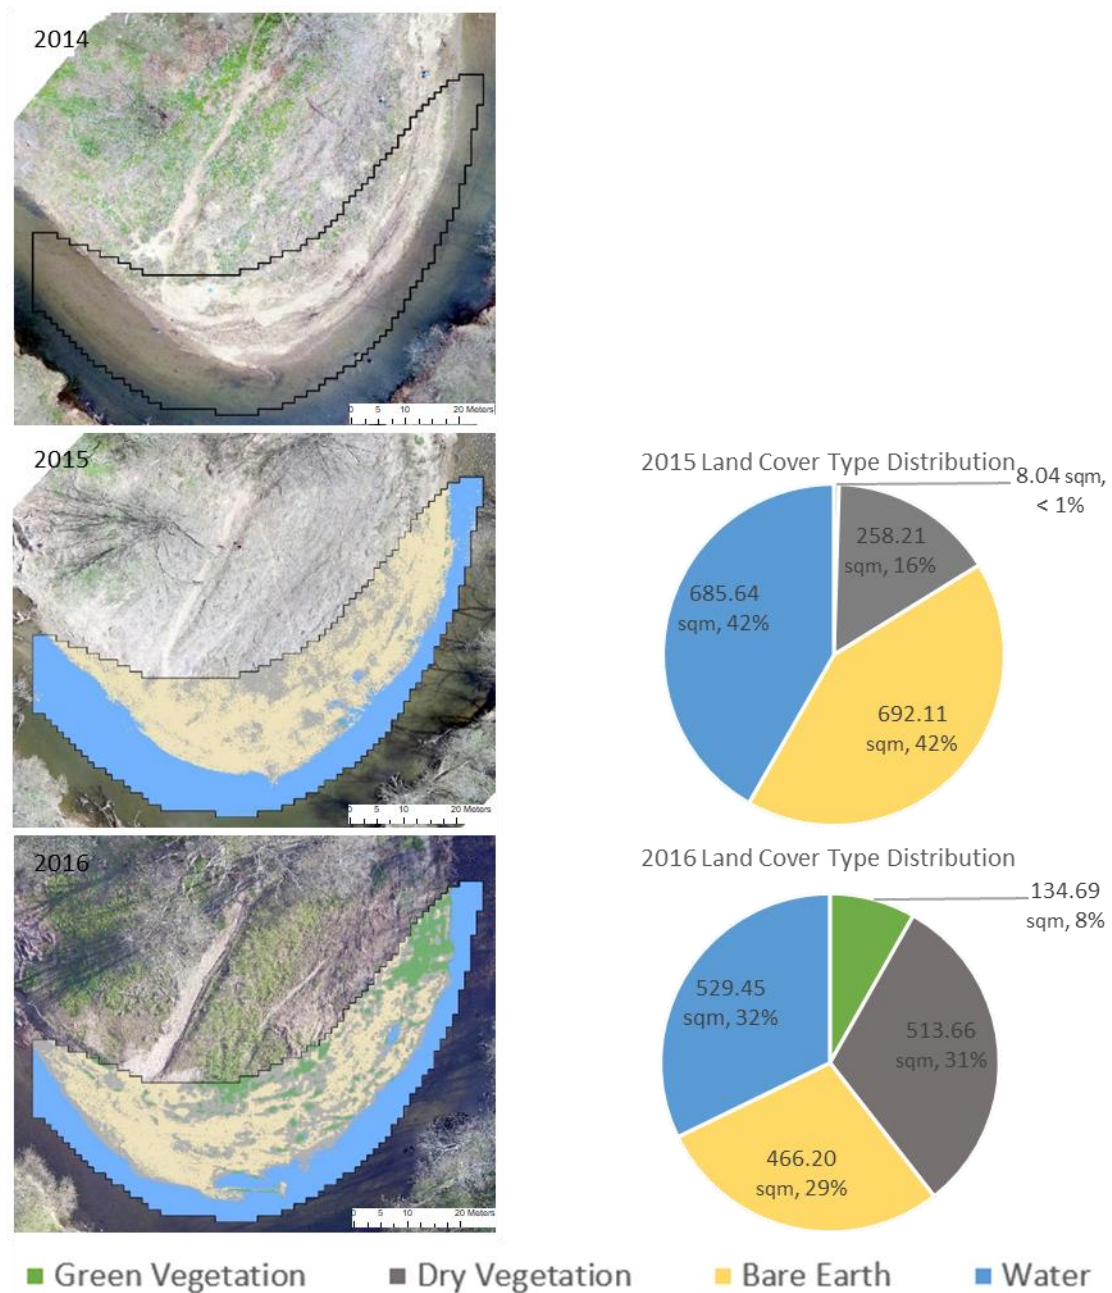 2014
0 5 10 20 Meters
2015
0 5 10 20 Meters
2015 Land Cover Type Distribution
8.04 sqm,
< 1%
258.21
sqm, 16%
685.64
sqm, 42%
692.11
sqm, 42%
2016
0 5 10 20 Meters
2016 Land Cover Type Distribution
134.69
sqm, 8%
529.45
sqm, 32%
513.66
sqm, 31%
466.20
sqm, 29%
Green Vegetation Dry Vegetation Bare Earth Water